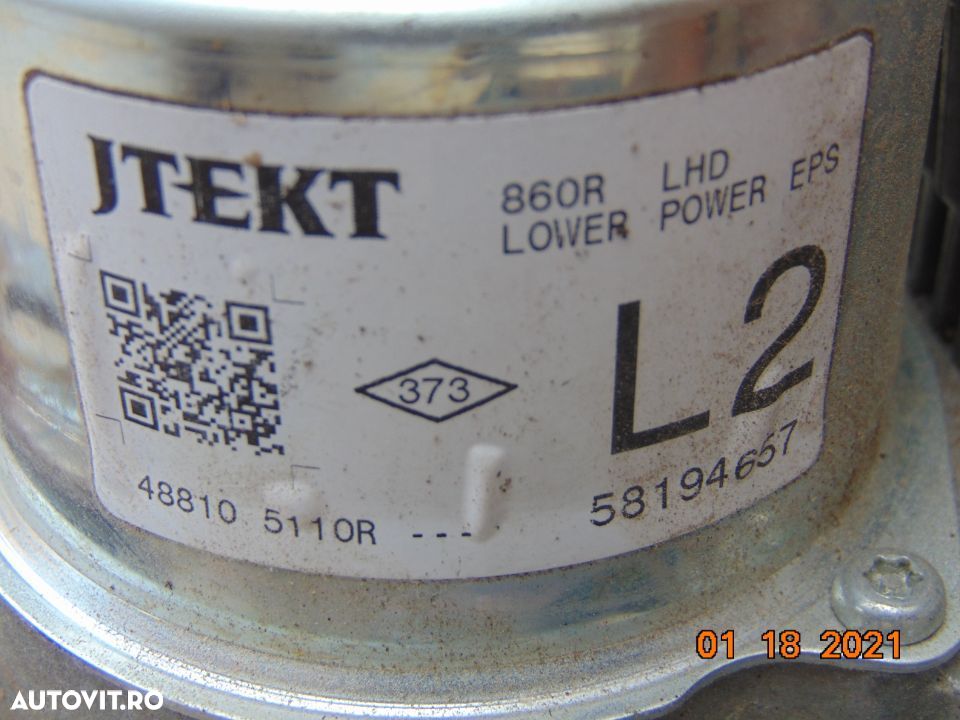 JTEKT
860R LHD
LOWER POWER EPS
L2
373
48810 5110R ---
58194657
01 18 2021
AUTOVIT.RO